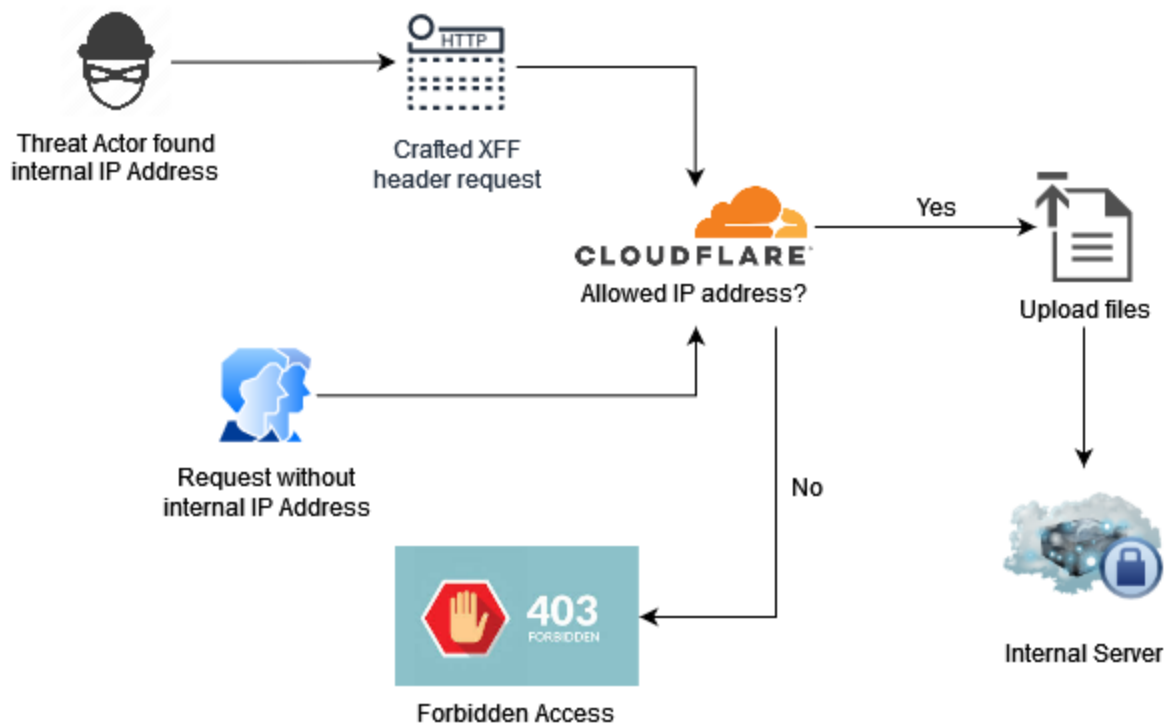 HTTP
Threat Actor found
internal IP Address
Crafted XFF
header request
Yes
CLOUDFLARE
Allowed IP address?
Upload files
Request without
internal IP Address
No
403
FORBIDDEN
Internal Server
Forbidden Access